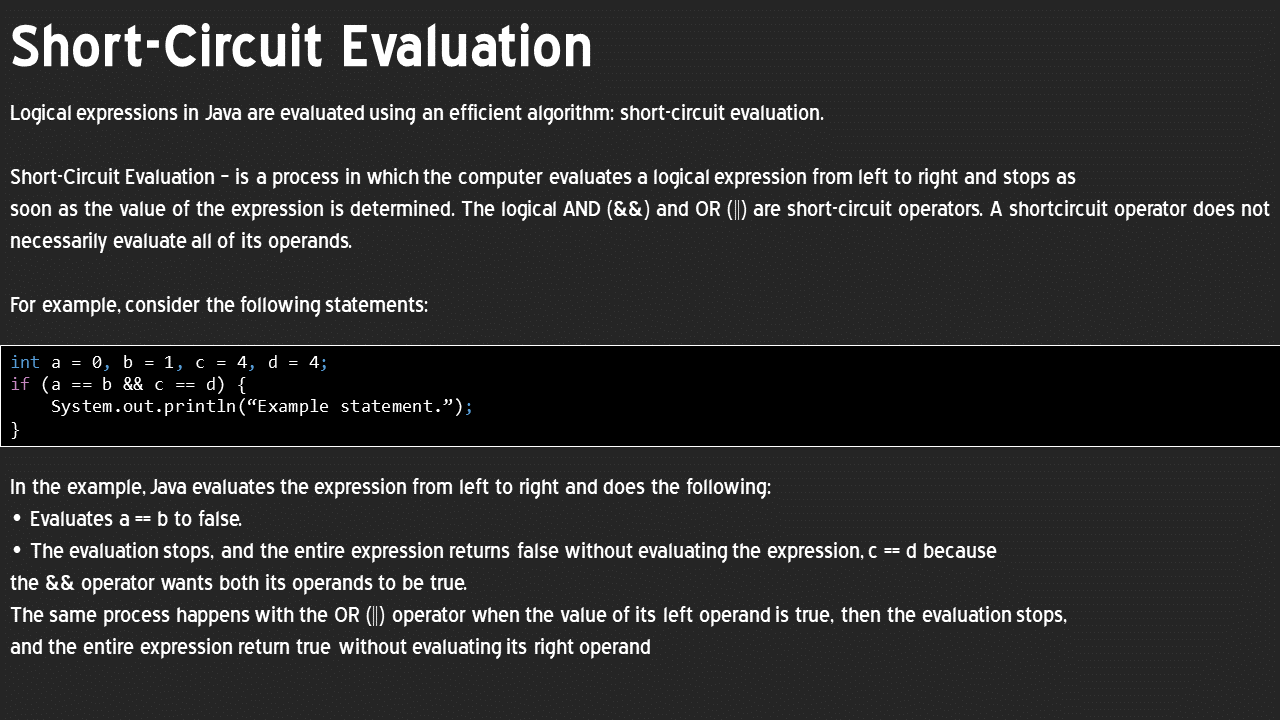 Short-Circuit Evaluation
Logical expressions in Java are evaluated using an efficient algorithm: short-circuit evaluation.
Short-Circuit Evaluation – is a process in which the computer evaluates a logical expression from left to right and stops as
soon as the value of the expression is determined. The logical AND (&&) and OR (||) are short-circuit operators. A shortcircuit operator does not
necessarily evaluate all of its operands.
For example, consider the following statements:
int a = 0, b = 1, c = 4, d = 4;
if (a == b && c == d) {
    System.out.println(“Example statement.”);
}
In the example, Java evaluates the expression from left to right and does the following:
• Evaluates a == b to false.
• The evaluation stops, and the entire expression returns false without evaluating the expression, c == d because
the && operator wants both its operands to be true.
The same process happens with the OR (||) operator when the value of its left operand is true, then the evaluation stops,
and the entire expression return true without evaluating its right operand